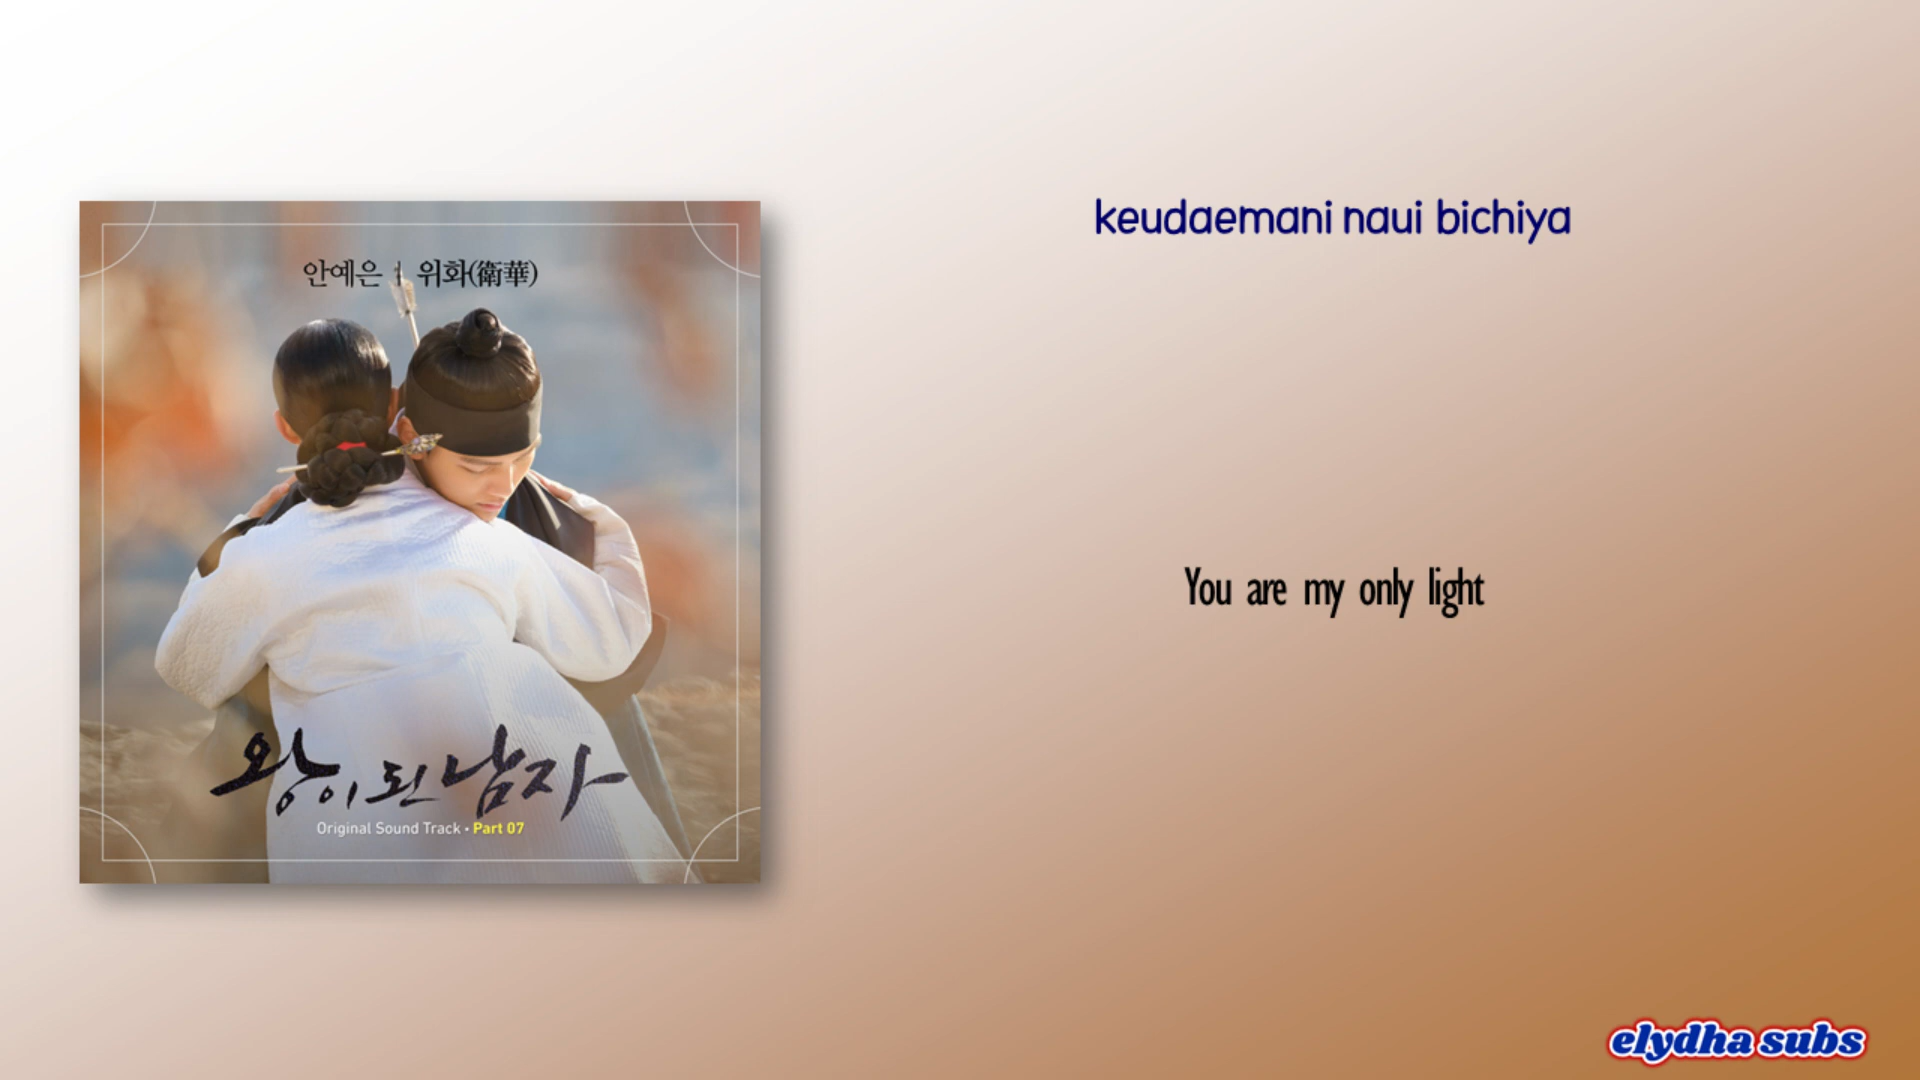 안예은 | 위화(衛華)
왕이 된 남자
Original Sound Track • Part 07
keudaemani naui bichiya
You are my only light
elydha subs